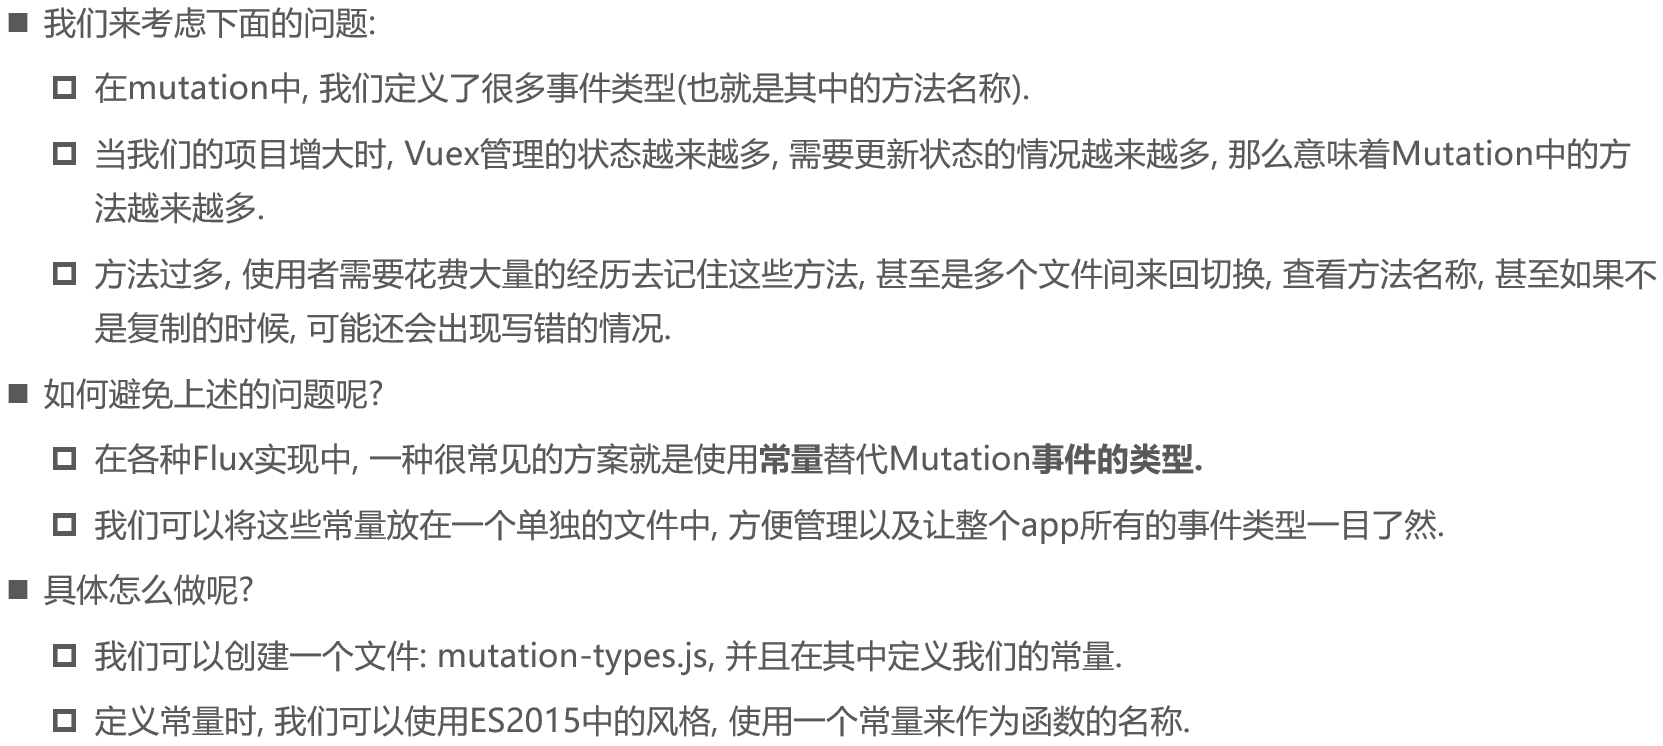 ■ 我们来考虑下面的问题:
□ 在mutation中, 我们定义了很多事件类型(也就是其中的方法名称).
□ 当我们的项目增大时, Vuex管理的状态越来越多, 需要更新状态的情况越来越多, 那么意味着Mutation中的方
法越来越多.
□ 方法过多, 使用者需要花费大量的经历去记住这些方法, 甚至是多个文件间来回切换, 查看方法名称, 甚至如果不
是复制的时候, 可能还会出现写错的情况.
■ 如何避免上述的问题呢?
□ 在各种Flux实现中, 一种很常见的方案就是使用常量替代Mutation事件的类型.
□ 我们可以将这些常量放在一个单独的文件中, 方便管理以及让整个app所有的事件类型一目了然.
■ 具体怎么做呢?
□ 我们可以创建一个文件: mutation-types.js, 并且在其中定义我们的常量.
□ 定义常量时, 我们可以使用ES2015中的风格, 使用一个常量来作为函数的名称.